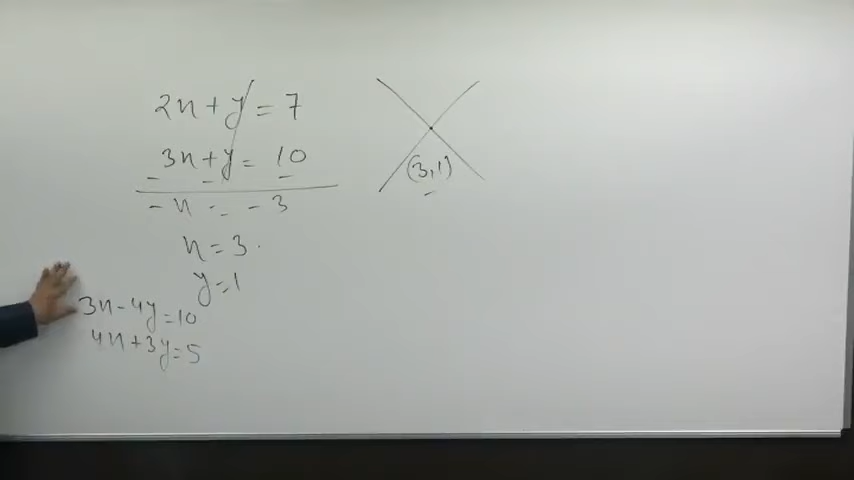 2x + y = 7
3x + y = 10
- - -
-x = -3
x = 3
y = 1
(3,1)
3x - 4y = 10
4x + 3y = 5